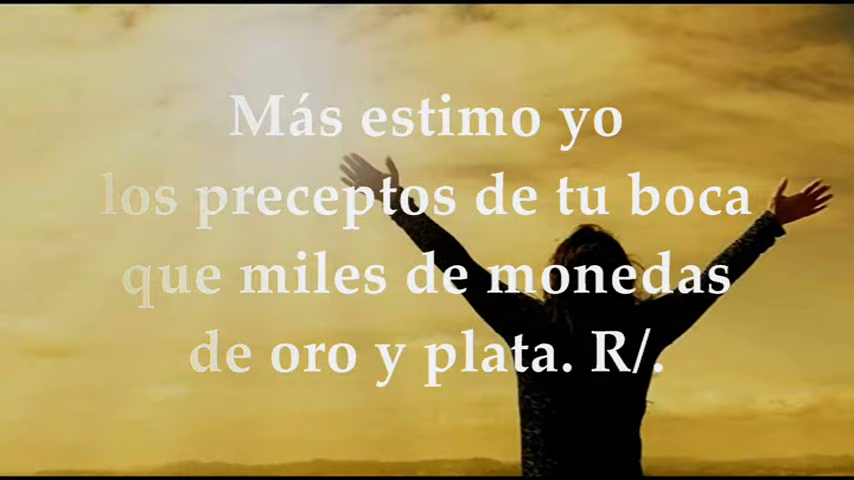 Más estimo yo
los preceptos de tu boca
que miles de monedas
de oro y plata. R/.